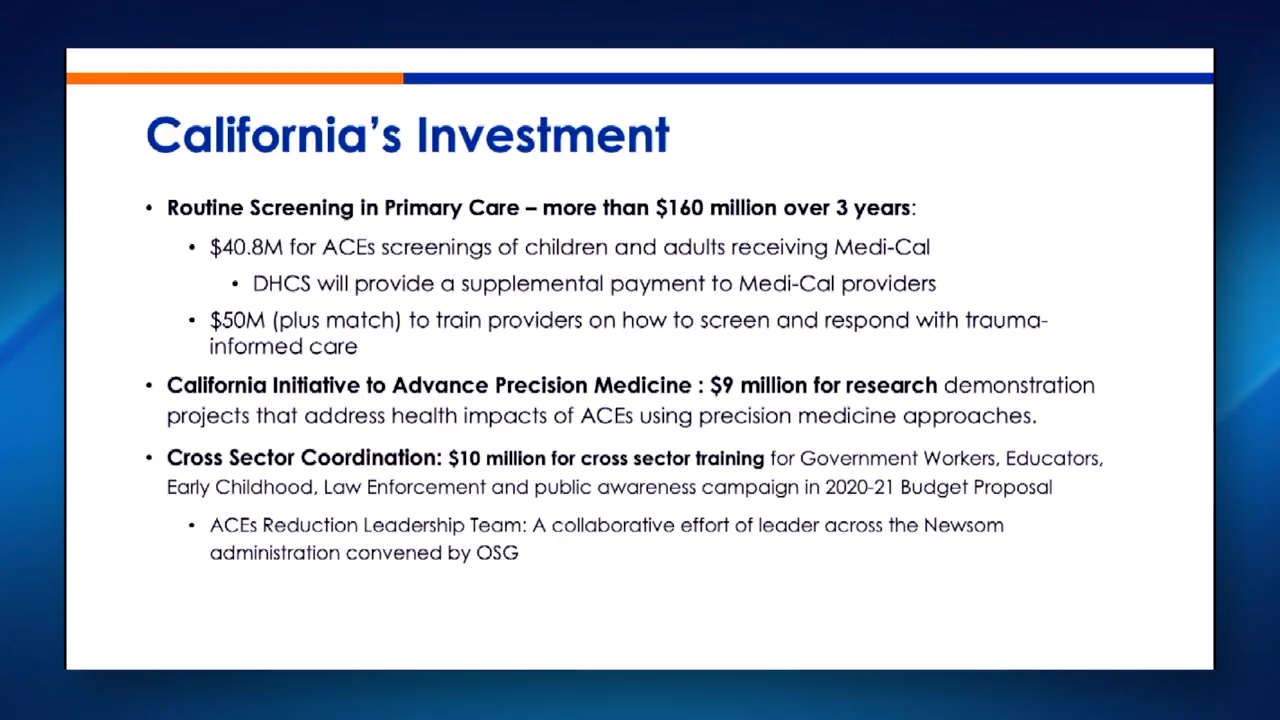 California's Investment
• Routine Screening in Primary Care – more than $160 million over 3 years:
• $40.8M for ACEs screenings of children and adults receiving Medi-Cal
• DHCS will provide a supplemental payment to Medi-Cal providers
• $50M (plus match) to train providers on how to screen and respond with trauma-
informed care
• California Initiative to Advance Precision Medicine : $9 million for research demonstration
projects that address health impacts of ACEs using precision medicine approaches.
• Cross Sector Coordination: $10 million for cross sector training for Government Workers, Educators,
Early Childhood, Law Enforcement and public awareness campaign in 2020-21 Budget Proposal
• ACEs Reduction Leadership Team: A collaborative effort of leader across the Newsom
administration convened by OSG